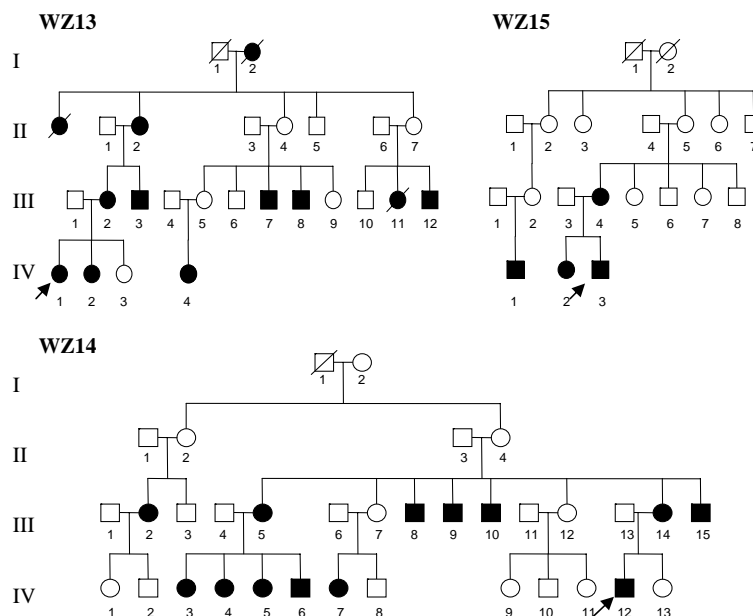 WZ13 WZ15
I
1 2 1 2
II
1 2 3 4 5 6 7 1 2 3 4 5 6 7
III
1 2 3 4 5 6 7 8 9 10 11 12 1 2 3 4 5 6 7 8
IV
1 2 3 4 1 2 3
WZ14
I
1 2
II
1 2 3 4
III
1 2 3 4 5 6 7 8 9 10 11 12 13 14 15
IV
1 2 3 4 5 6 7 8 9 10 11 12 13